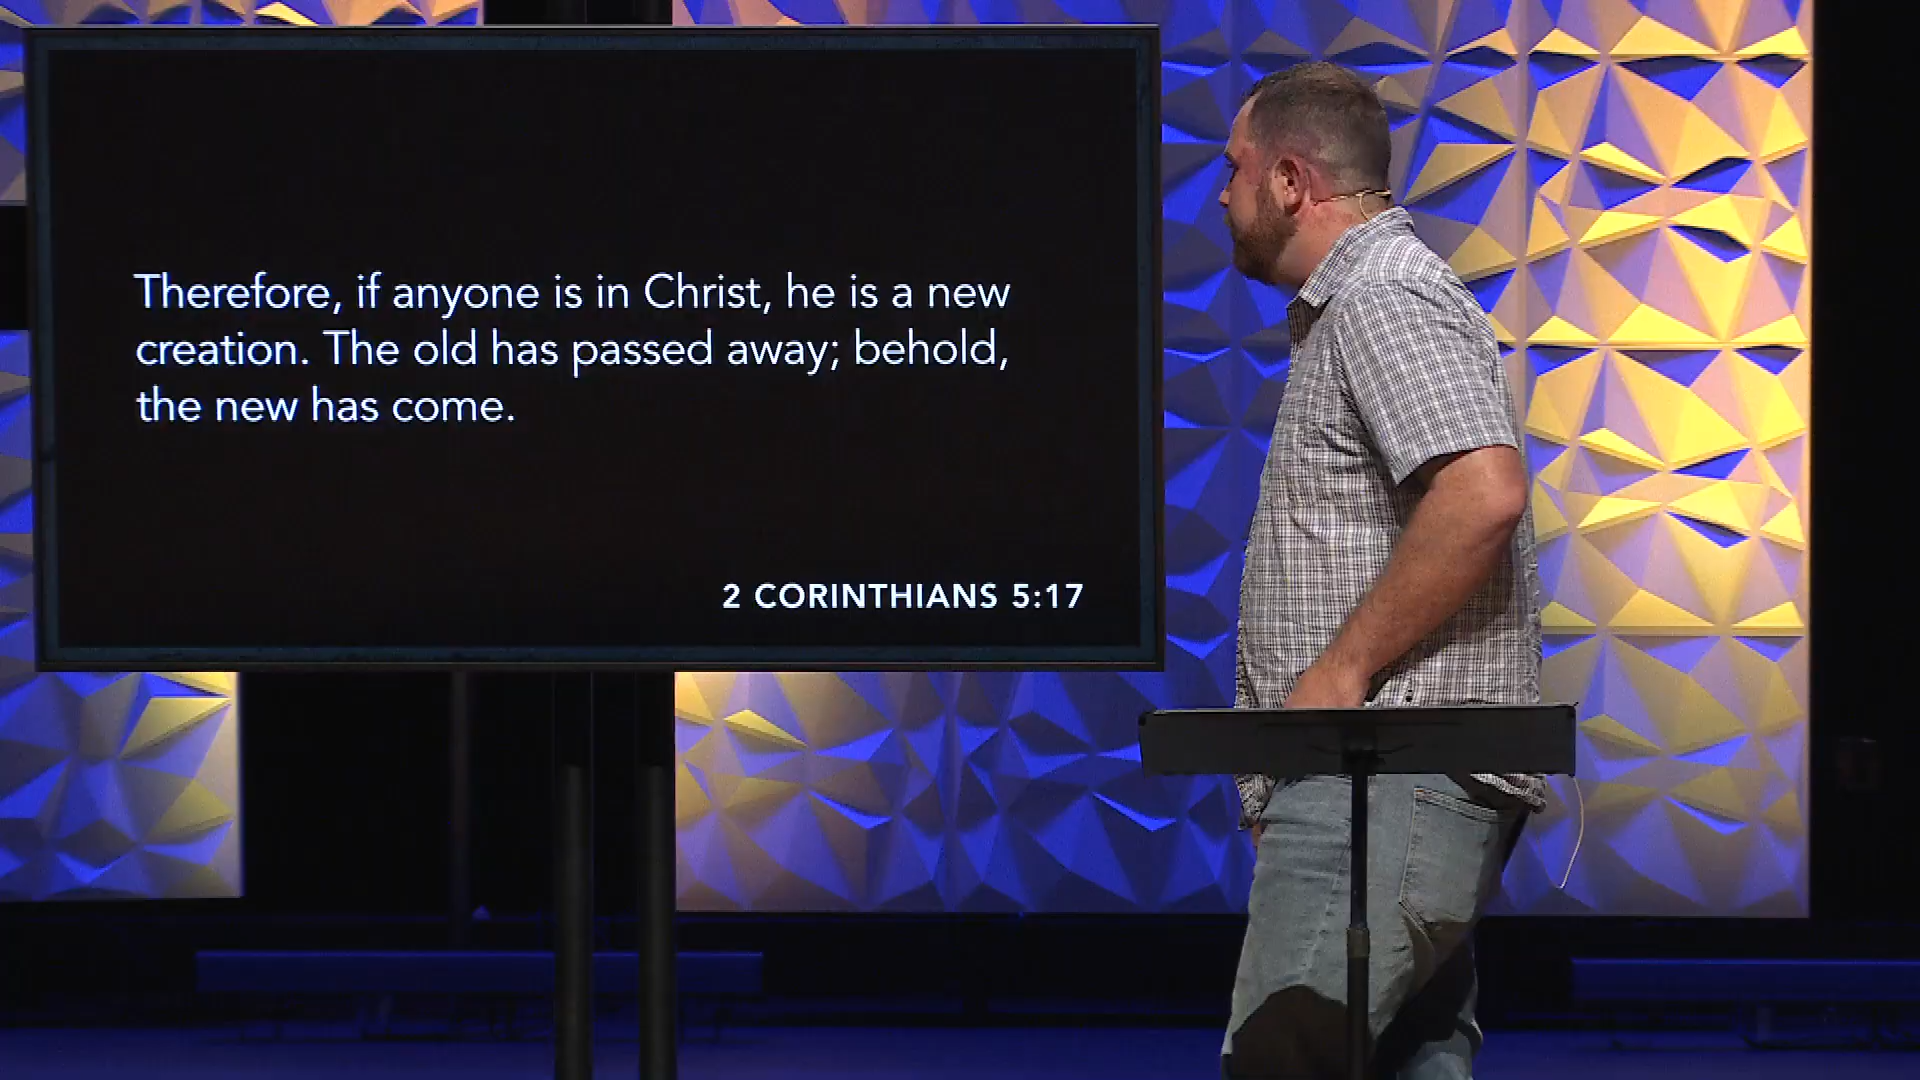 Therefore, if anyone is in Christ, he is a new
creation. The old has passed away; behold,
the new has come.
2 CORINTHIANS 5:17